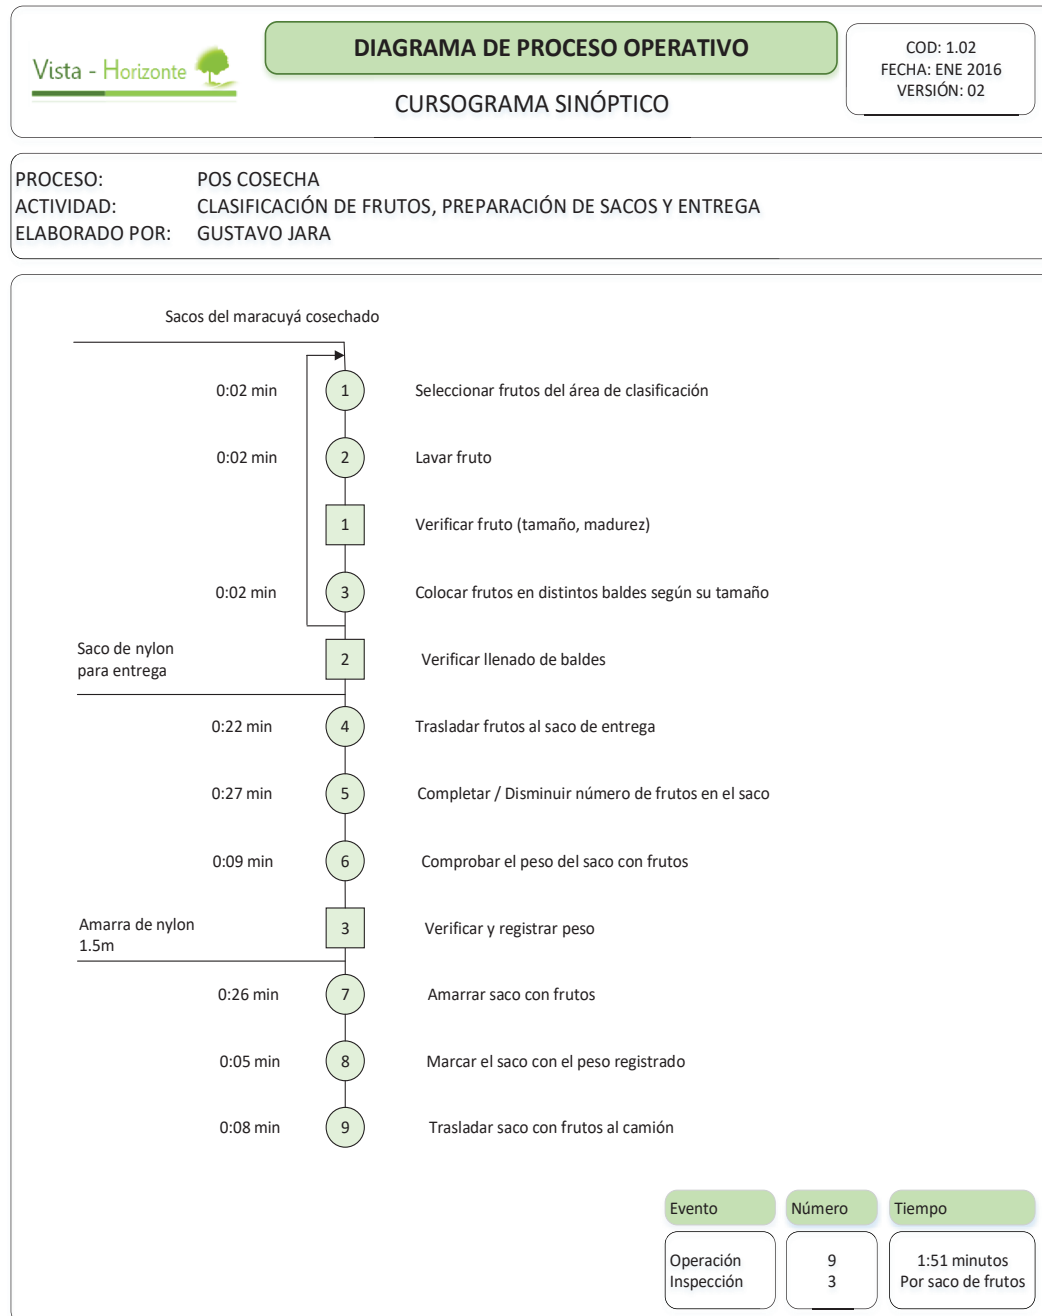 Vista - Horizonte
DIAGRAMA DE PROCESO OPERATIVO
CURSOGRAMA SINÓPTICO
COD: 1.02
FECHA: ENE 2016
VERSIÓN: 02
PROCESO: POS COSECHA
ACTIVIDAD: CLASIFICACIÓN DE FRUTOS, PREPARACIÓN DE SACOS Y ENTREGA
ELABORADO POR: GUSTAVO JARA
Sacos del maracuyá cosechado
0:02 min 1 Seleccionar frutos del área de clasificación
0:02 min 2 Lavar fruto
1 Verificar fruto (tamaño, madurez)
0:02 min 3 Colocar frutos en distintos baldes según su tamaño
Saco de nylon
para entrega
2 Verificar llenado de baldes
0:22 min 4 Trasladar frutos al saco de entrega
0:27 min 5 Completar / Disminuir número de frutos en el saco
0:09 min 6 Comprobar el peso del saco con frutos
Amarra de nylon
1.5m
3 Verificar y registrar peso
0:26 min 7 Amarrar saco con frutos
0:05 min 8 Marcar el saco con el peso registrado
0:08 min 9 Trasladar saco con frutos al camión
Evento Número Tiempo
Operación 9 1:51 minutos
Inspección 3 Por saco de frutos